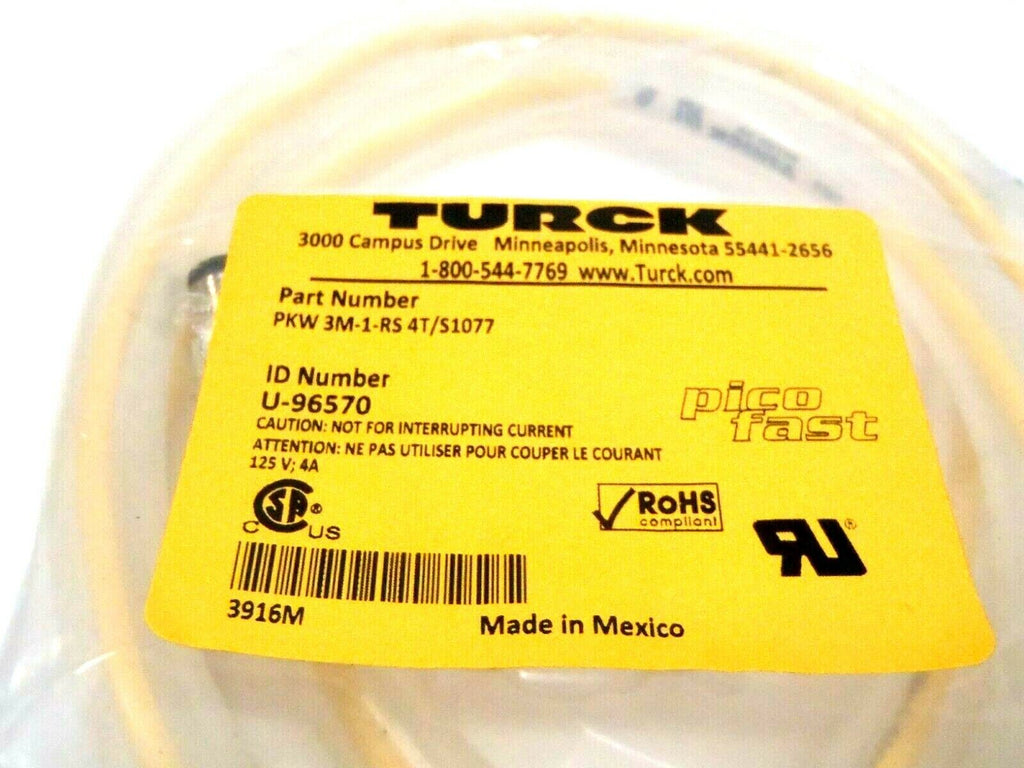 TURCK
3000 Campus Drive Minneapolis, Minnesota 55441-2656
1-800-544-7769 www.Turck.com
Part Number
PKW 3M-1-RS 4T/S1077
ID Number
U-96570
pico
fast
CAUTION: NOT FOR INTERRUPTING CURRENT
ATTENTION: NE PAS UTILISER POUR COUPER LE COURANT
125 V; 4A
C SA ® US
RoHS
compliant
RU ®
3916M
Made in Mexico